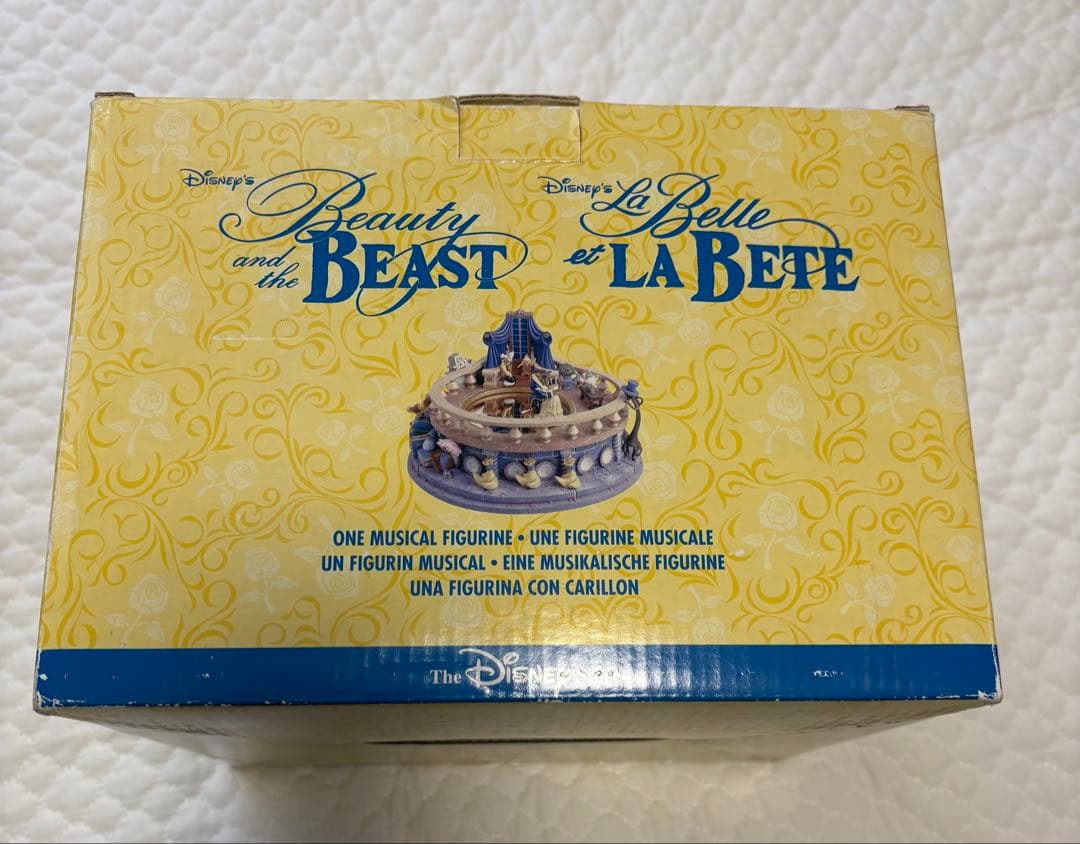 Disney's
Beauty
and the
BEAST
Disney's
La Belle
et LA BETE
ONE MUSICAL FIGURINE • UNE FIGURINE MUSICALE
UN FIGURIN MUSICAL • EINE MUSIKALISCHE FIGURINE
UNA FIGURINA CON CARILLON
The Disney